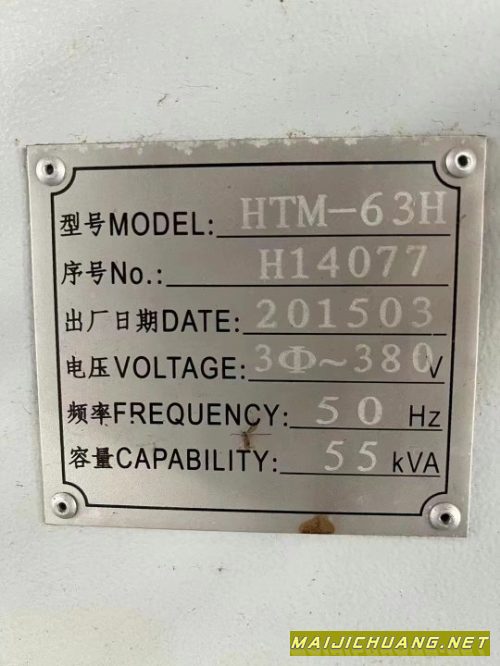 型号MODEL: HTM-63H
序号No.: H14077
出厂日期DATE: 201503
电压VOLTAGE: 3Φ~380 V
频率FREQUENCY: 50 Hz
容量CAPABILITY: 55 kVA
MAIJICHUANG.NET